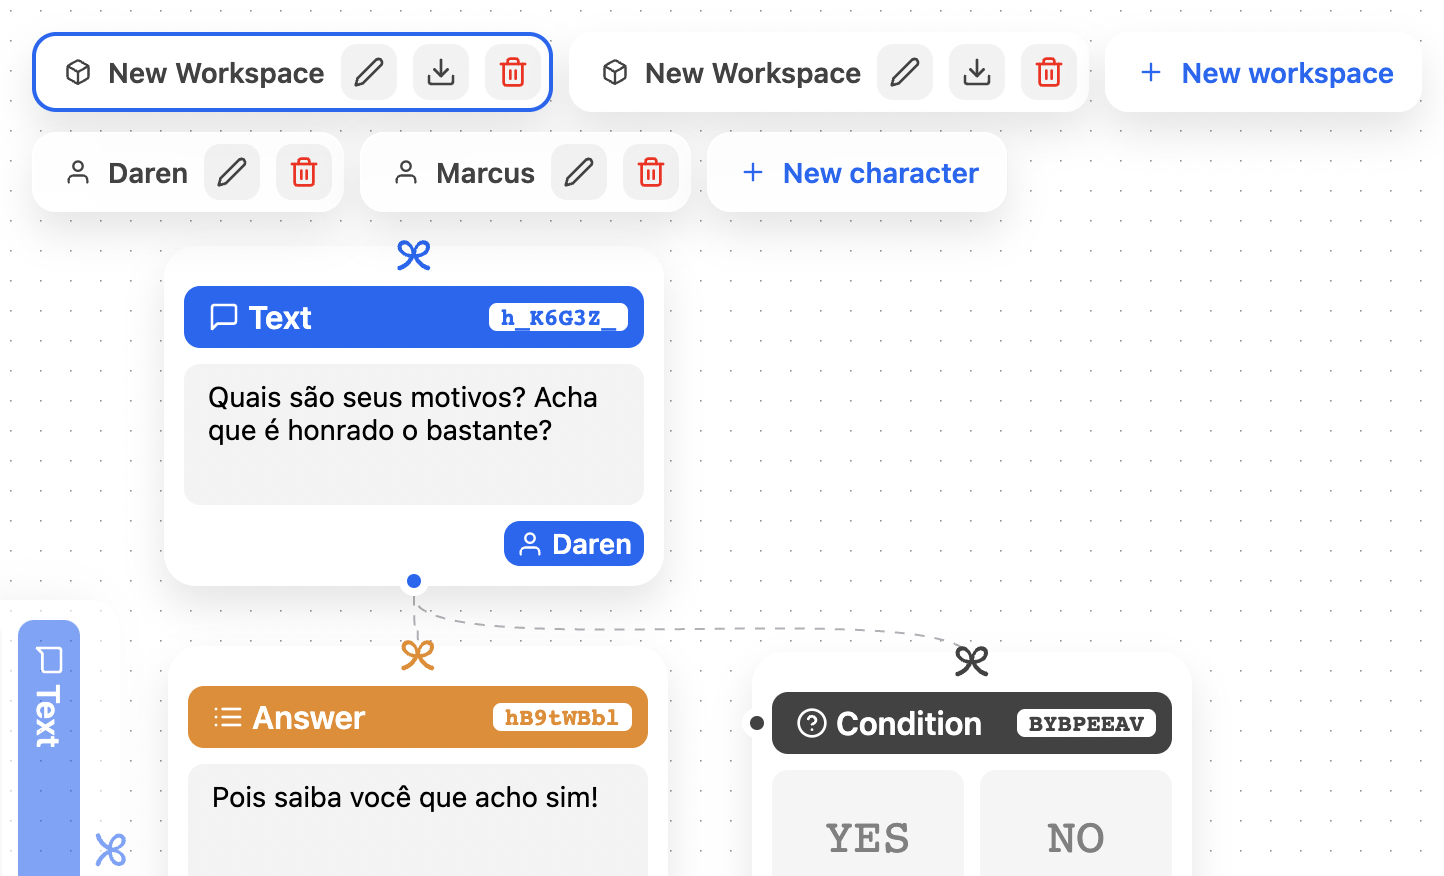 New Workspace
New Workspace
+ New workspace
Daren
Marcus
+ New character
Text
h_K6G3Z_
Quais são seus motivos? Acha
que é honrado o bastante?
Daren
Text
Answer
hB9tWBbl
Pois saiba você que acho sim!
Condition
BYBPEEAV
YES
NO